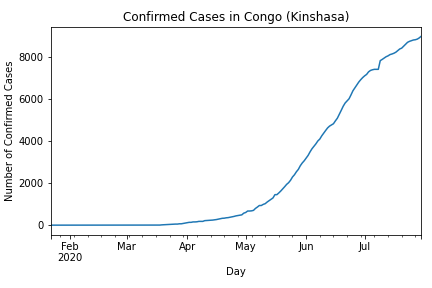 Confirmed Cases in Congo (Kinshasa)
Number of Confirmed Cases
8000
6000
4000
2000
0
Feb Mar Apr May Jun Jul
2020
Day